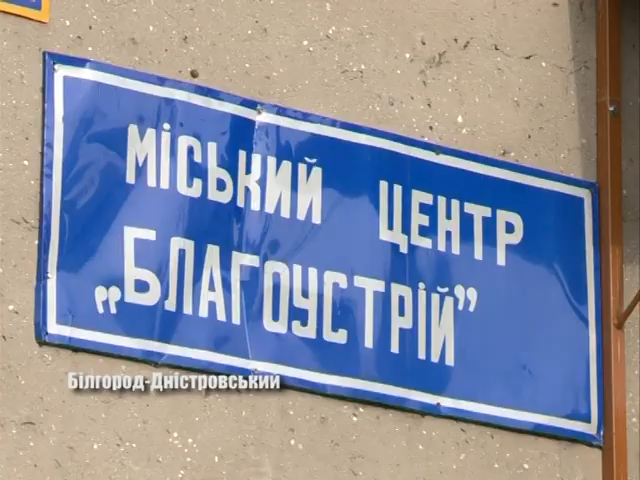 МІСЬКИЙ ЦЕНТР
„БЛАГОУСТРІЙ”
Білгород-Дністровський